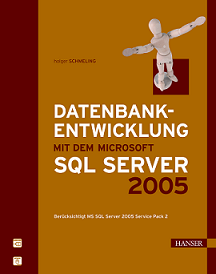 holger SCHMELING
DATENBANK-
ENTWICKLUNG
MIT DEM MICROSOFT
SQL SERVER
2005
Berücksichtigt MS SQL Server 2005 Service Pack 2
HANSER